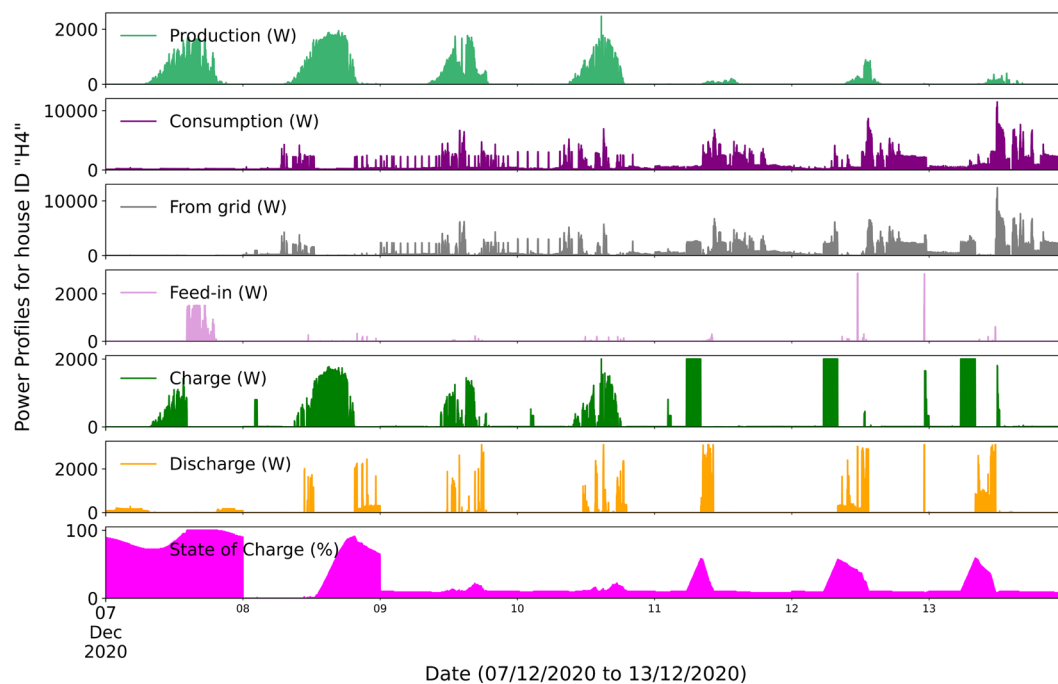 Power Profiles for house ID "H4"
2000
Production (W)
0
10000
Consumption (W)
0
10000
From grid (W)
0
Feed-in (W)
2000
0
2000
Charge (W)
0
Discharge (W)
2000
0
100
State of Charge (%)
0
07 08 09 10 11 12 13
Dec
2020
Date (07/12/2020 to 13/12/2020)